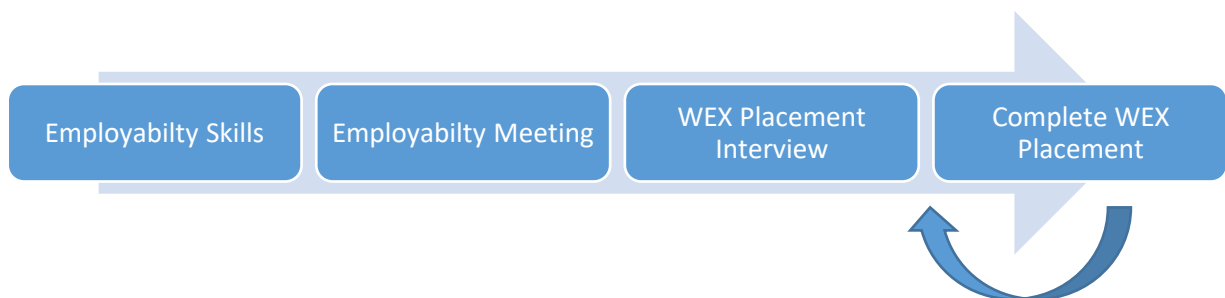 Employabilty Skills
Employabilty Meeting
WEX Placement
Interview
Complete WEX
Placement